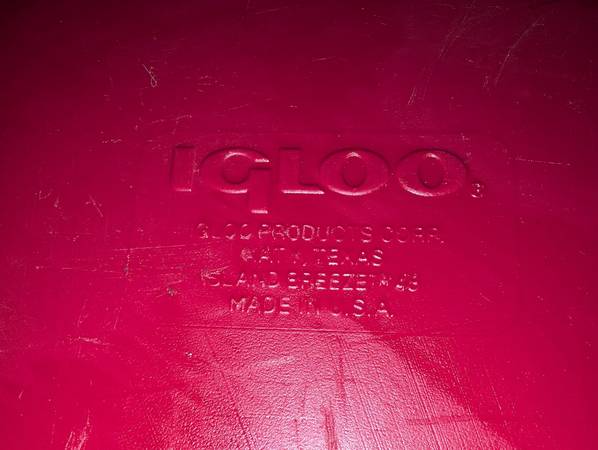 IGLOO®
IGLOO PRODUCTS CORP.
KATY, TEXAS
ISLAND BREEZE™ 48
MADE IN U.S.A.